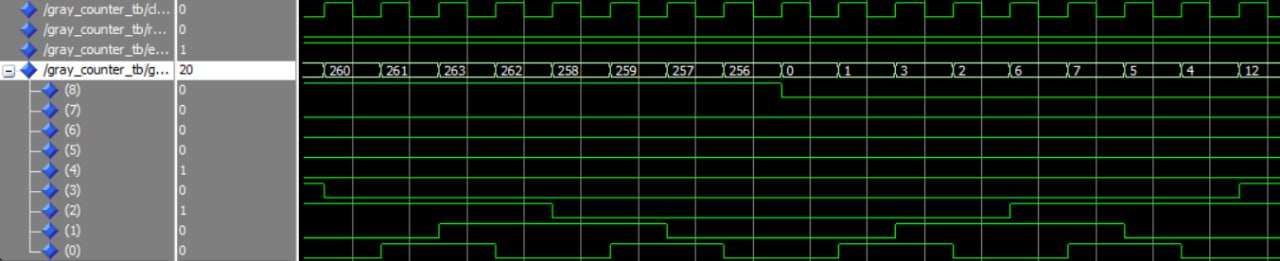 /gray_counter_tb/cl... 0
/gray_counter_tb/r... 0
/gray_counter_tb/e... 1
/gray_counter_tb/g... 20 260 261 263 262 258 259 257 256 0 1 3 2 6 7 5 4 12
(8) 0
(7) 0
(6) 0
(5) 0
(4) 1
(3) 0
(2) 1
(1) 0
(0) 0